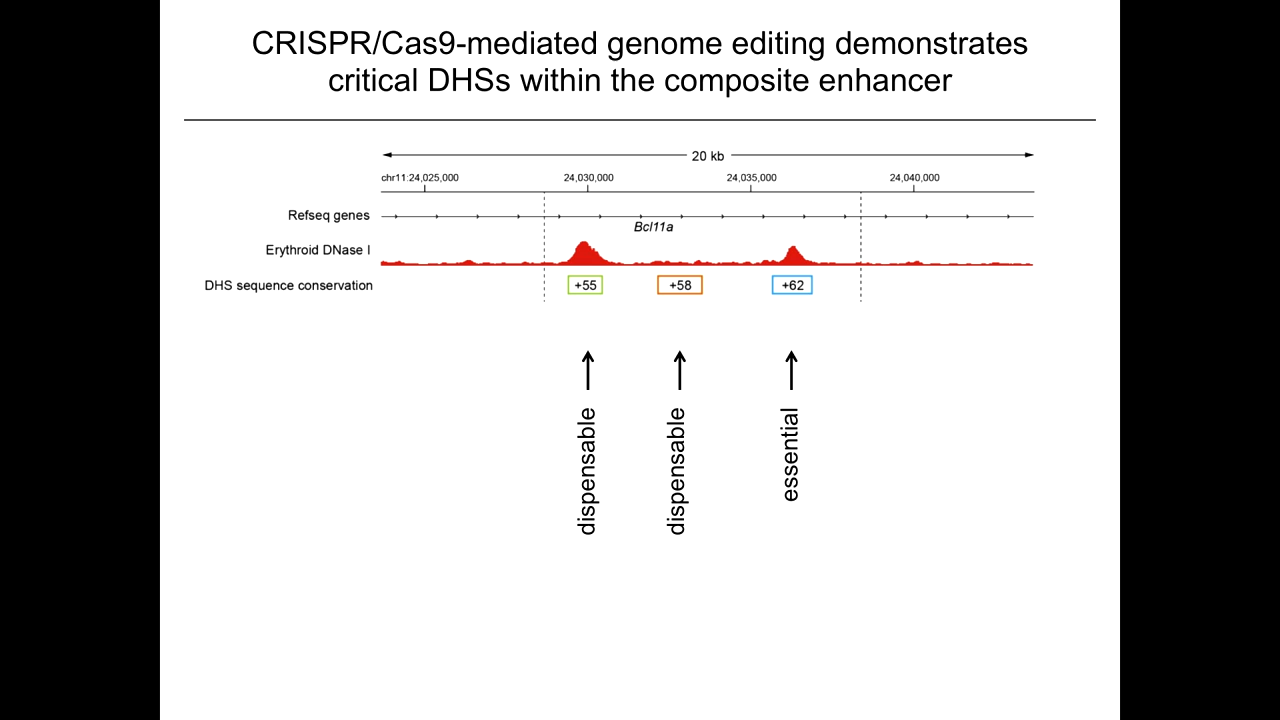 CRISPR/Cas9-mediated genome editing demonstrates
critical DHSs within the composite enhancer
20 kb
chr11:24,025,000 24,030,000 24,035,000 24,040,000
Refseq genes
Bcl11a
Erythroid DNase I
DHS sequence conservation +55 +58 +62
dispensable
dispensable
essential